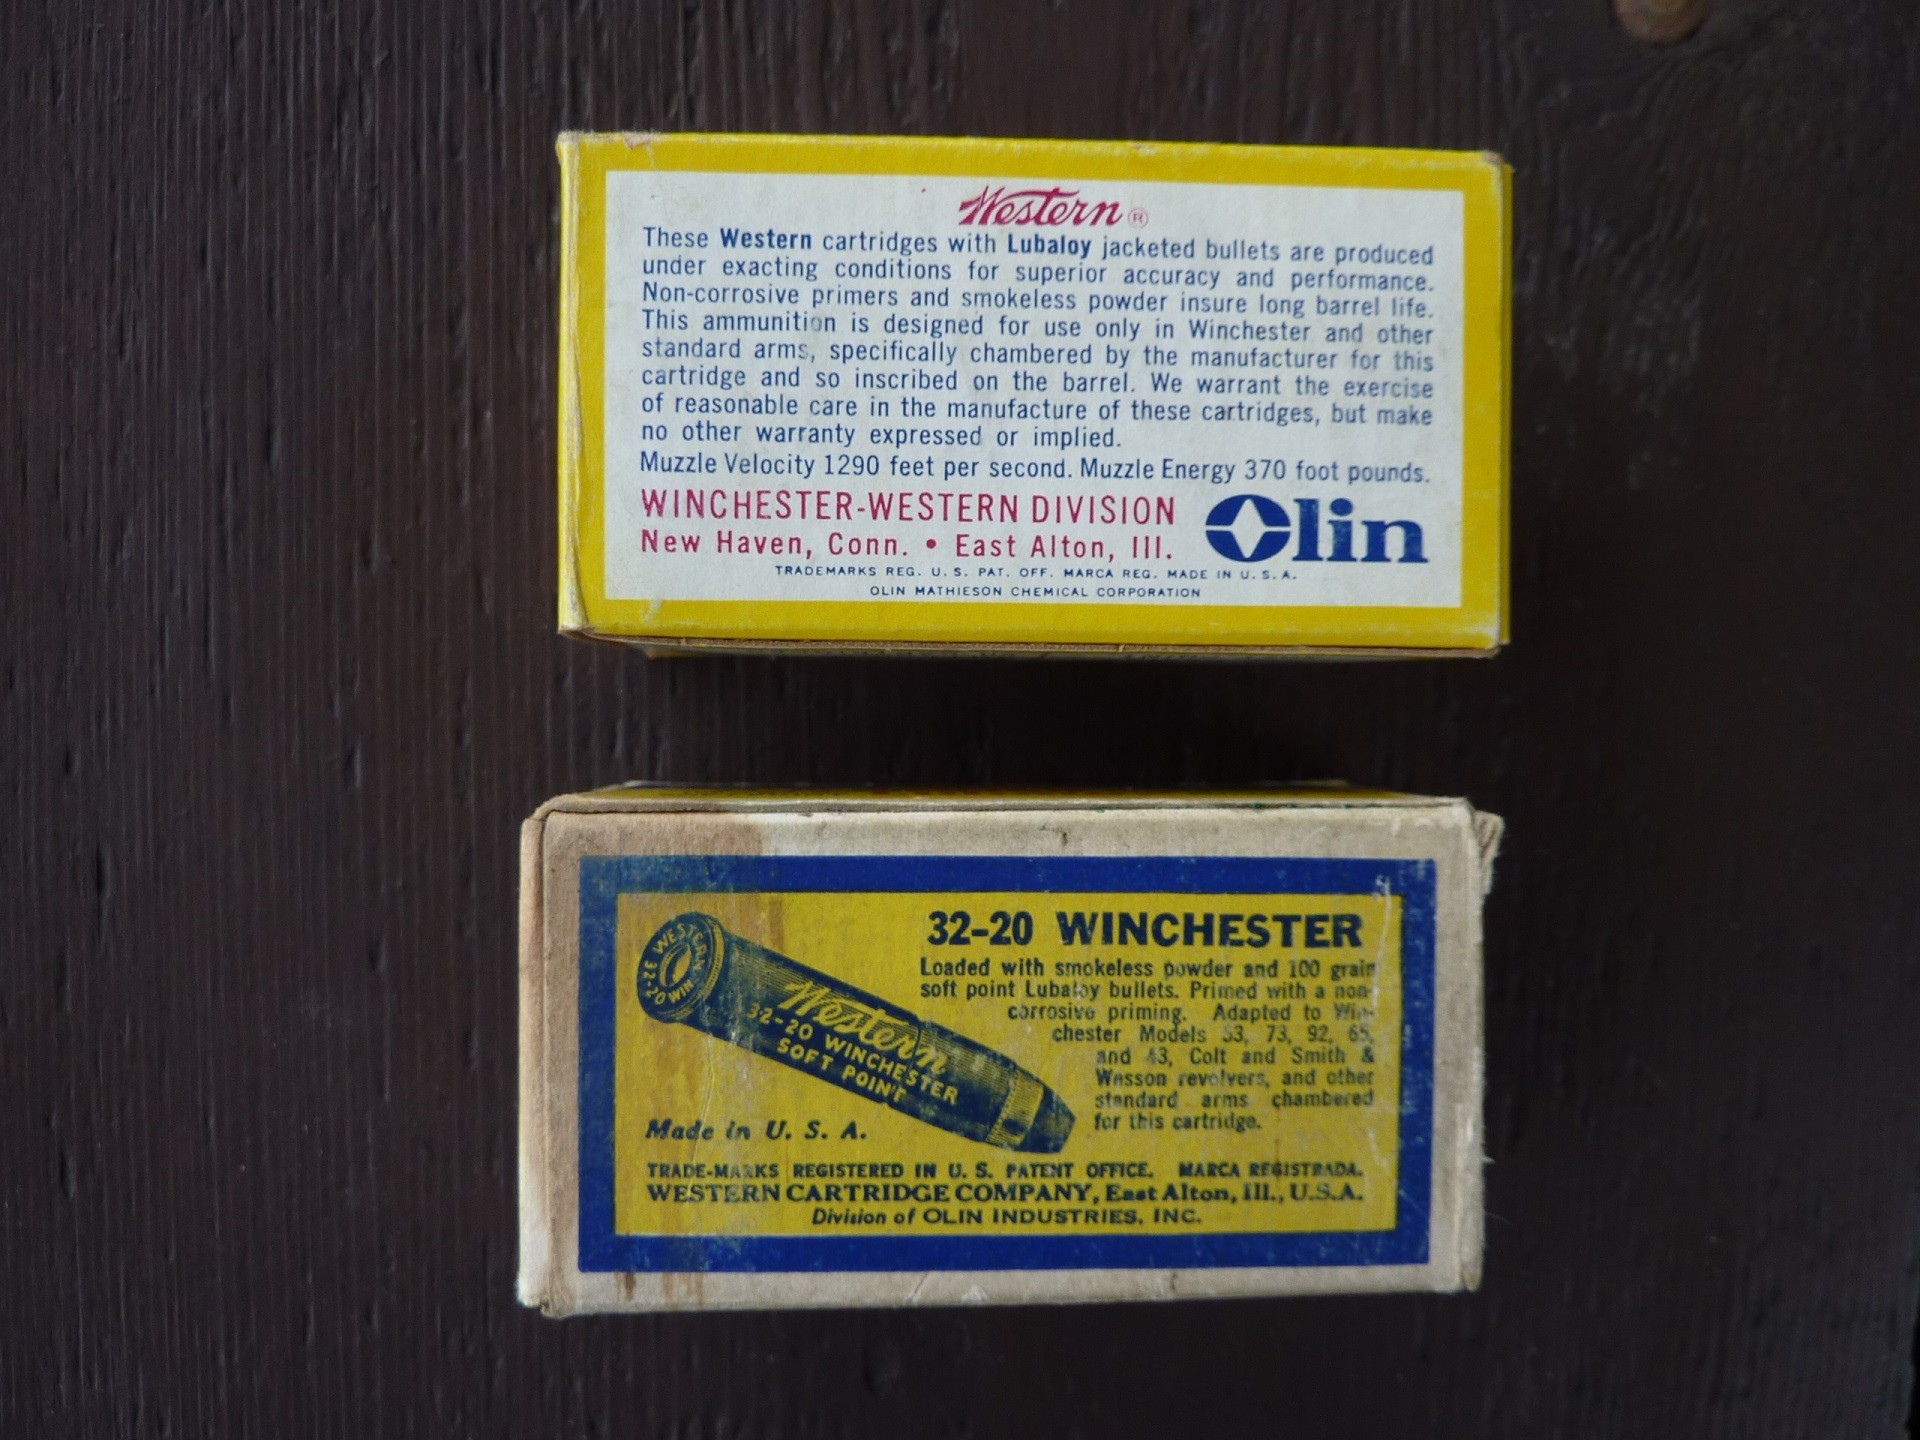 Western ®
These Western cartridges with Lubaloy jacketed bullets are produced
under exacting conditions for superior accuracy and performance.
Non-corrosive primers and smokeless powder insure long barrel life.
This ammunition is designed for use only in Winchester and other
standard arms, specifically chambered by the manufacturer for this
cartridge and so inscribed on the barrel. We warrant the exercise
of reasonable care in the manufacture of these cartridges, but make
no other warranty expressed or implied.
Muzzle Velocity 1290 feet per second. Muzzle Energy 370 foot pounds.
WINCHESTER-WESTERN DIVISION
New Haven, Conn. • East Alton, Ill.
Olin
TRADEMARKS REG. U. S. PAT. OFF. MARCA REG. MADE IN U. S. A.
OLIN MATHIESON CHEMICAL CORPORATION
32-20 WINCHESTER
Loaded with smokeless powder and 100 grain
soft point Lubaloy bullets. Primed with a non-
corrosive priming. Adapted to Win-
chester Models 53, 73, 92, 65,
and 43, Colt and Smith &
Wesson revolvers, and other
standard arms chambered
for this cartridge.
WESTERN
32-20 WIN
Western
32-20 WINCHESTER
SOFT POINT
Made in U. S. A.
TRADE-MARKS REGISTERED IN U. S. PATENT OFFICE. MARCA REGISTRADA.
WESTERN CARTRIDGE COMPANY, East Alton, Ill., U.S.A.
Division of OLIN INDUSTRIES, INC.